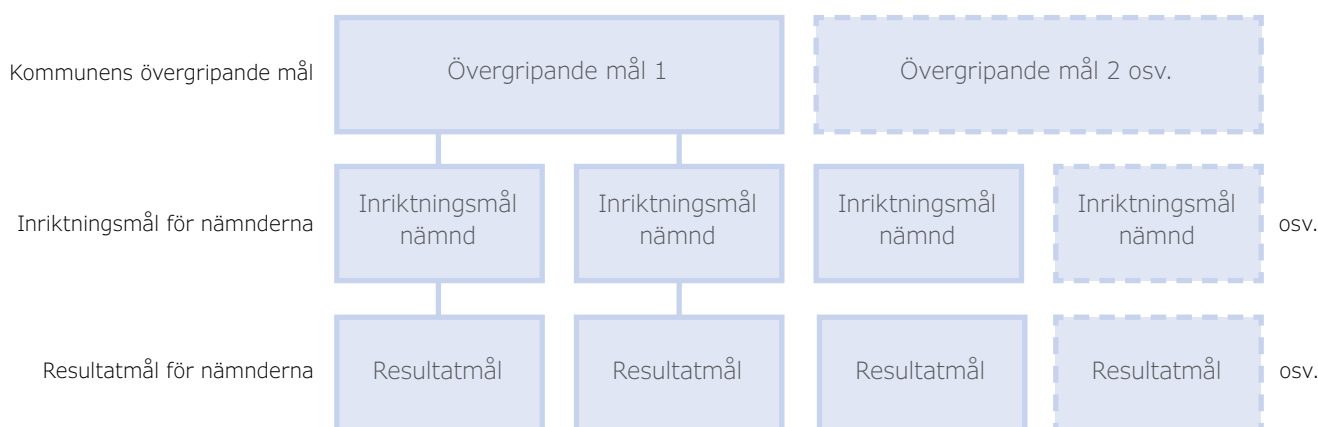 Kommunens övergripande mål
Övergripande mål 1
Övergripande mål 2 osv.
Inriktningsmål för nämnderna
Inriktningsmål
nämnd
Inriktningsmål
nämnd
Inriktningsmål
nämnd
Inriktningsmål
nämnd
osv.
Resultatmål för nämnderna
Resultatmål
Resultatmål
Resultatmål
Resultatmål
osv.